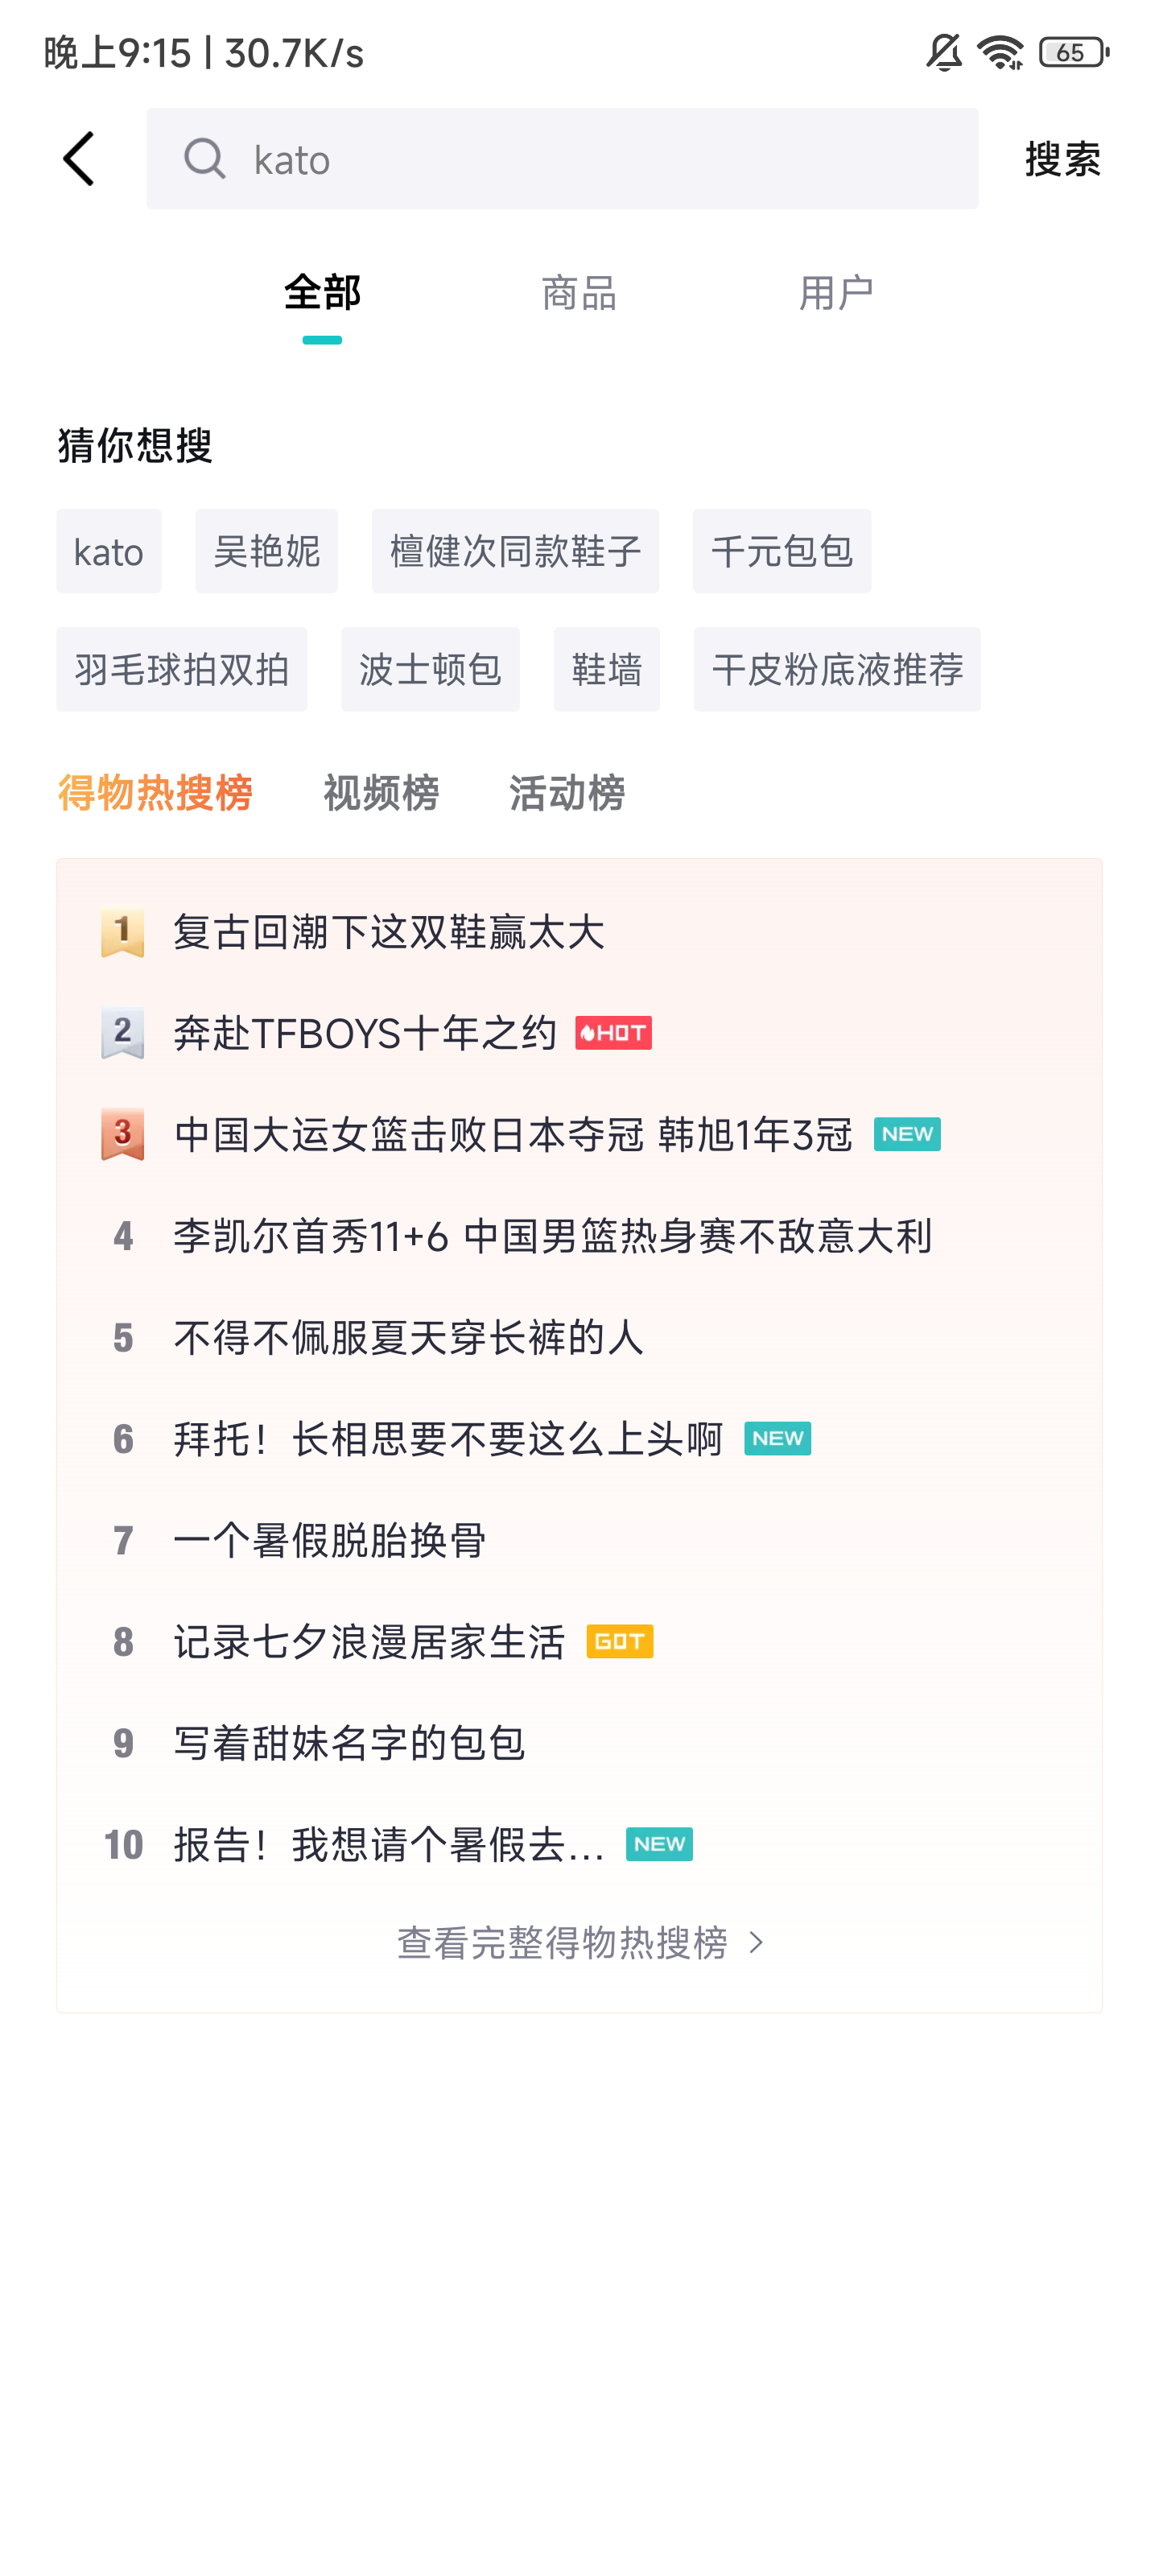 晚上9:15 | 30.7K/s 65
kato 搜索
全部 商品 用户
猜你想搜
kato 吴艳妮 檀健次同款鞋子 千元包包
羽毛球拍双拍 波士顿包 鞋墙 干皮粉底液推荐
得物热搜榜 视频榜 活动榜
1 复古回潮下这双鞋赢太大
2 奔赴TFBOYS十年之约 HOT
3 中国大运女篮击败日本夺冠 韩旭1年3冠 NEW
4 李凯尔首秀11+6 中国男篮热身赛不敌意大利
5 不得不佩服夏天穿长裤的人
6 拜托！长相思要不要这么上头啊 NEW
7 一个暑假脱胎换骨
8 记录七夕浪漫居家生活 GOT
9 写着甜妹名字的包包
10 报告！我想请个暑假去... NEW
查看完整得物热搜榜 >